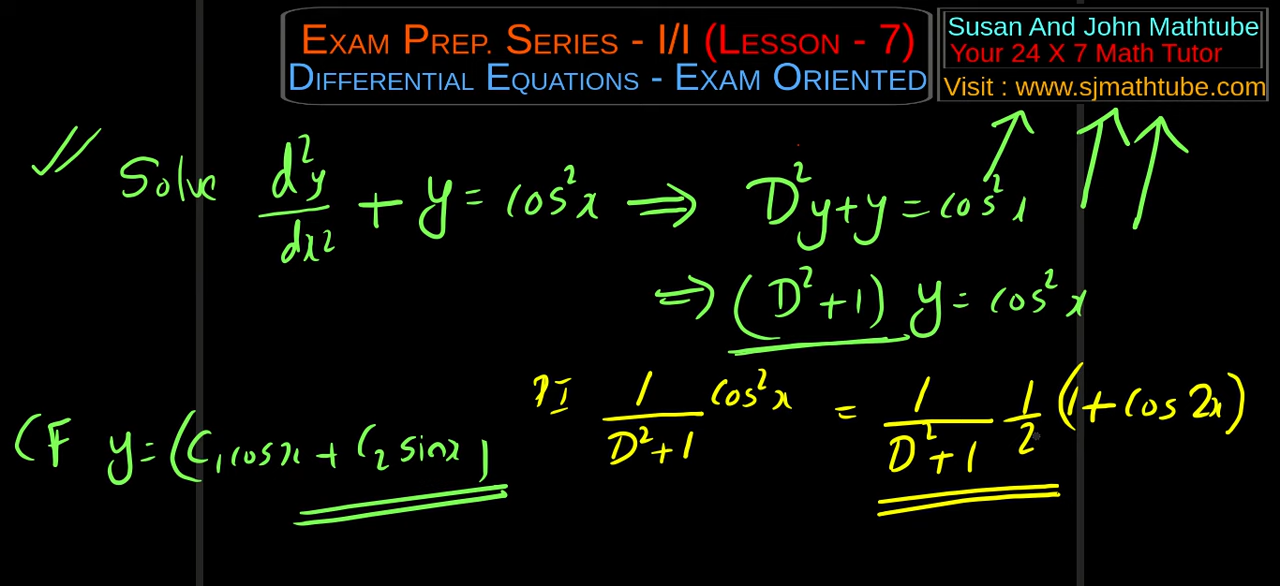 EXAM PREP. SERIES - I/I (LESSON - 7)
DIFFERENTIAL EQUATIONS - EXAM ORIENTED
Susan And John Mathtube
Your 24 X 7 Math Tutor
Visit : www.sjmathtube.com
Solve d²y/dx² + y = cos²x ⟹ D²y+y = cos²x
⟹ (D²+1) y = cos²x
PI 1/(D²+1) cos²x = 1/(D²+1) 1/2 (1+cos 2x)
CF y = (C₁cosx + C₂ sinx)